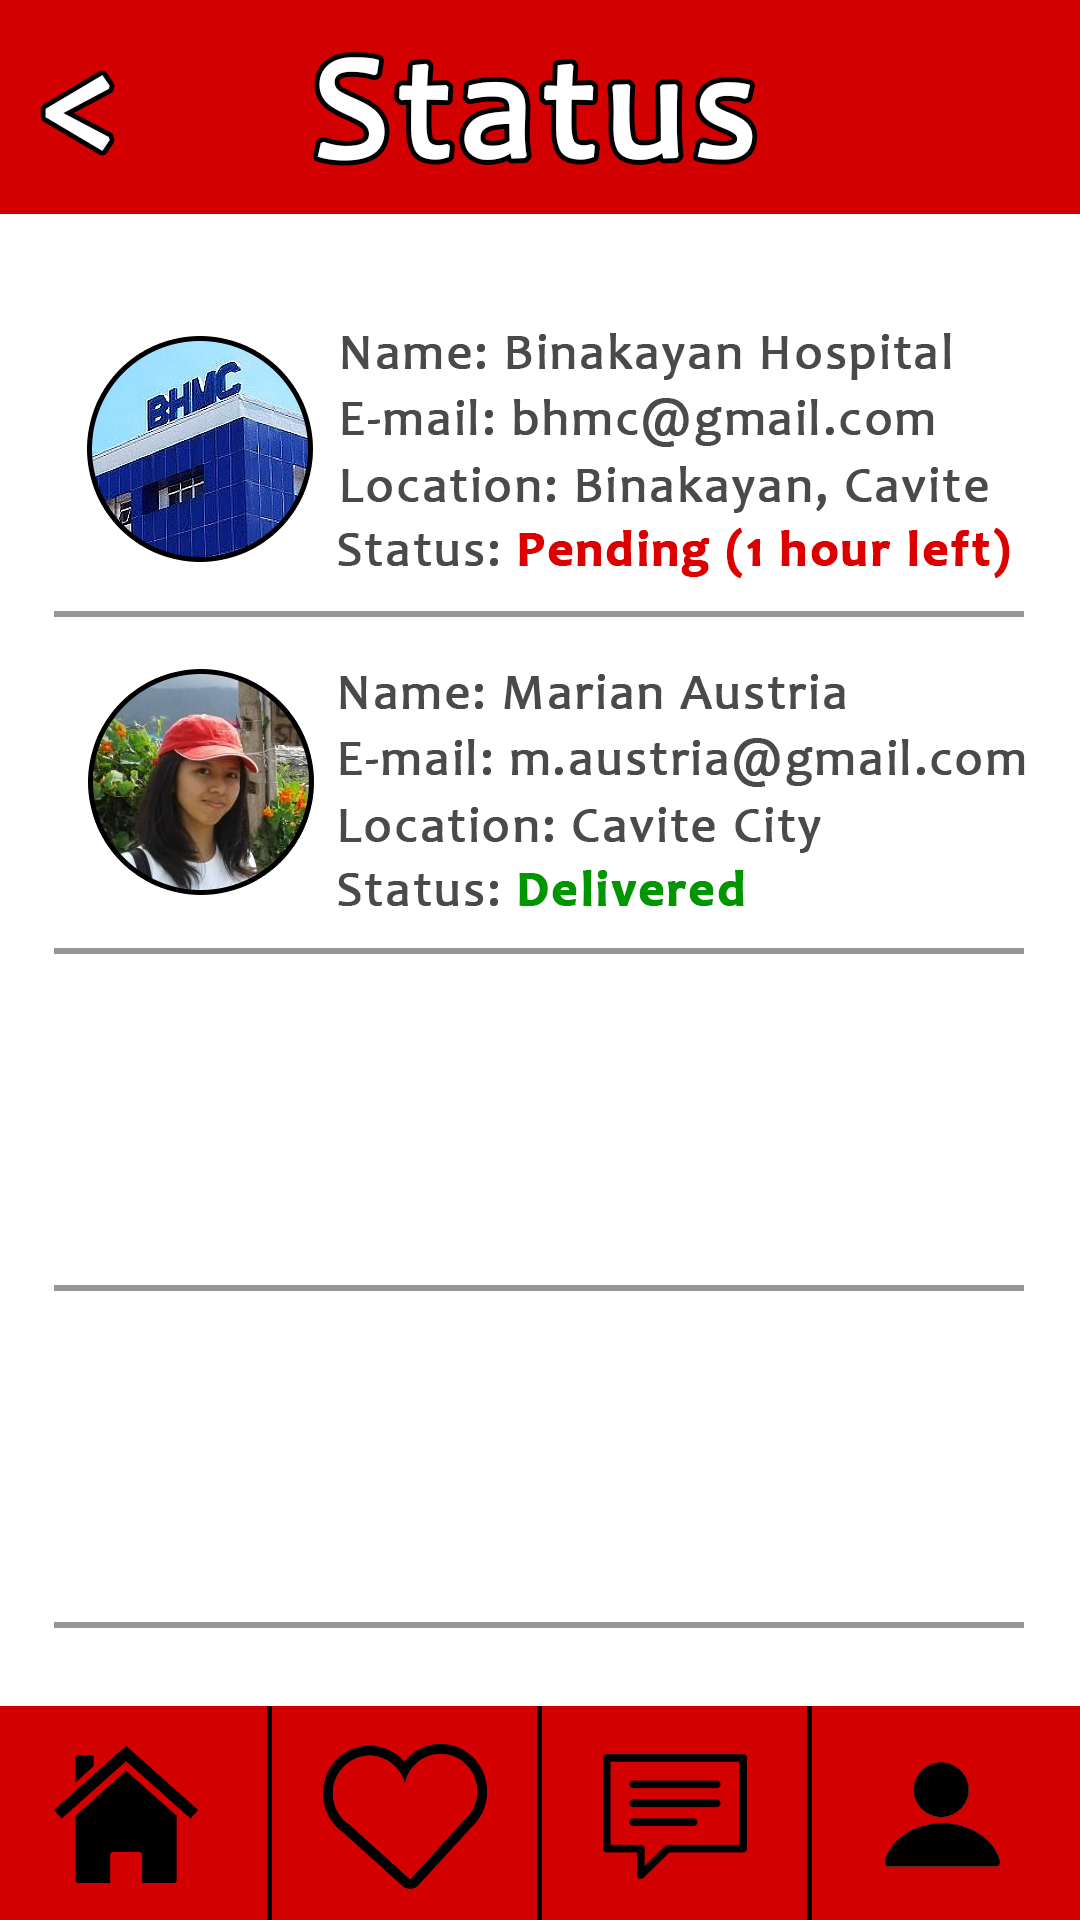 < Status
BHMC
Name: Binakayan Hospital
E-mail: bhmc@gmail.com
Location: Binakayan, Cavite
Status: Pending (1 hour left)
Name: Marian Austria
E-mail: m.austria@gmail.com
Location: Cavite City
Status: Delivered